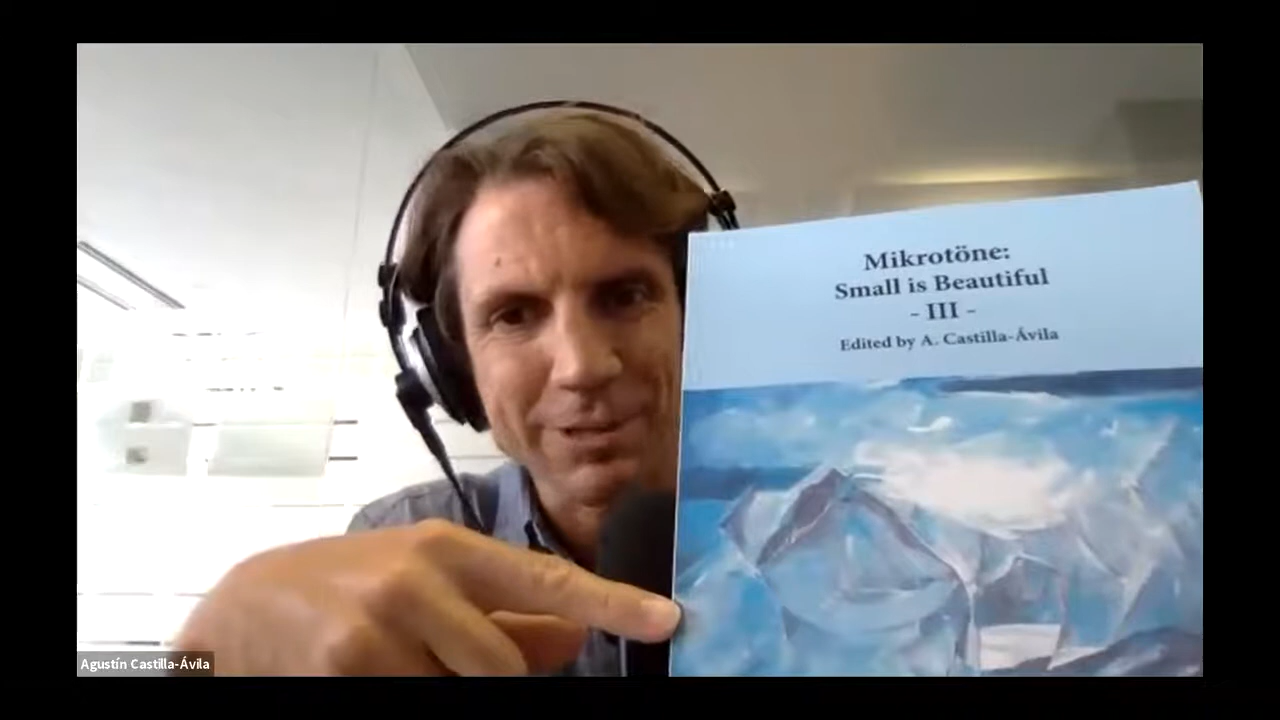 Mikrotöne:
Small is Beautiful
- III -
Edited by A. Castilla-Ávila
Agustín Castilla-Ávila